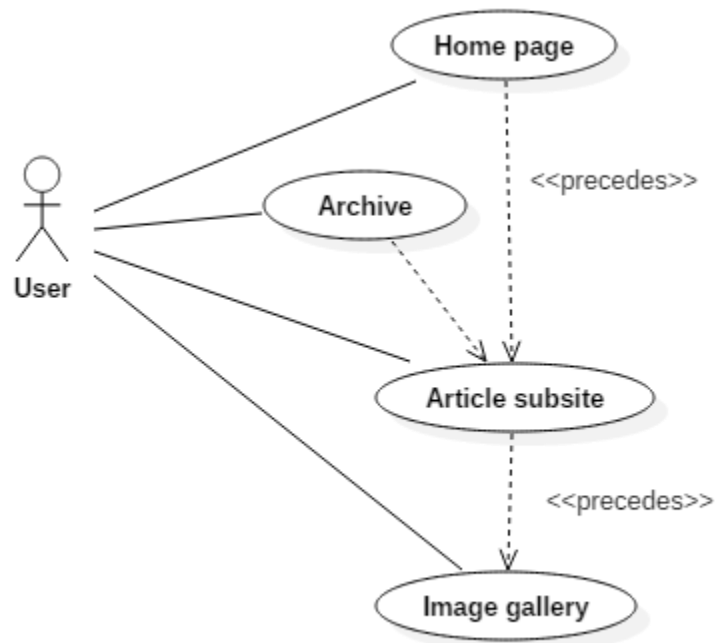 Home page
<<precedes>>
Archive
User
Article subsite
<<precedes>>
Image gallery